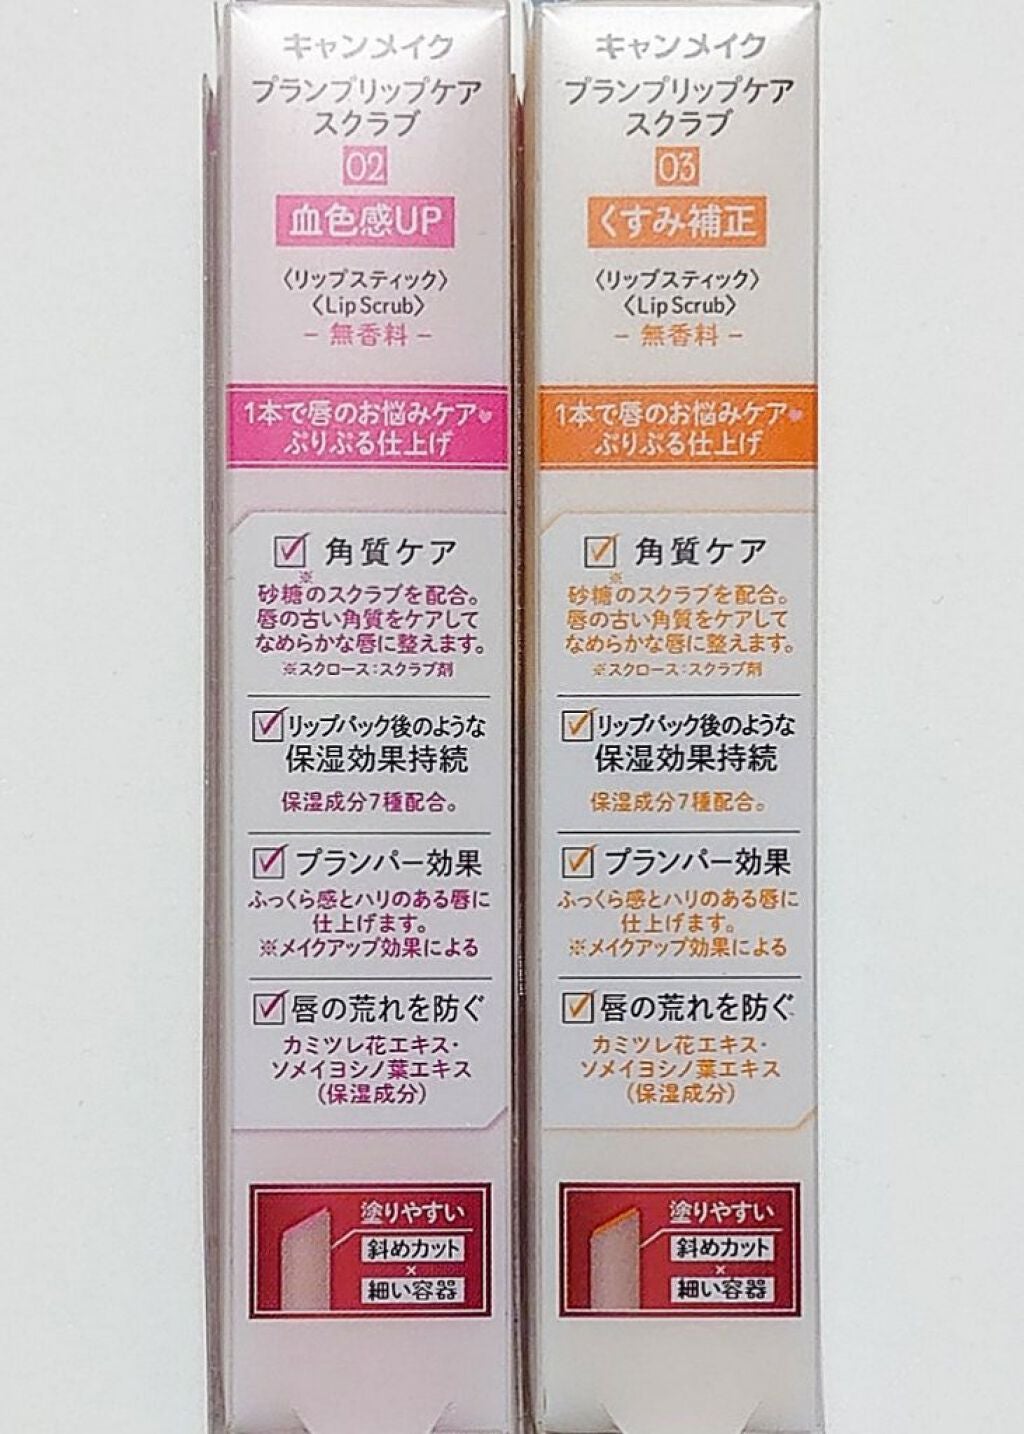 キャンメイク
プランプリップケア
スクラブ
02
血色感UP
〈リップスティック〉
〈Lip Scrub〉
− 無香料 −
1本で唇のお悩みケア♥
ぷりぷる仕上げ
角質ケア
砂糖※のスクラブを配合。
唇の古い角質をケアして
なめらかな唇に整えます。
※スクロース：スクラブ剤
リップパック後のような
保湿効果持続
保湿成分7種配合。
プランパー効果
ふっくら感とハリのある唇に
仕上げます。
※メイクアップ効果による
唇の荒れを防ぐ
カミツレ花エキス・
ソメイヨシノ葉エキス
(保湿成分)
塗りやすい
斜めカット
×
細い容器
キャンメイク
プランプリップケア
スクラブ
03
くすみ補正
〈リップスティック〉
〈Lip Scrub〉
− 無香料 −
1本で唇のお悩みケア♥
ぷりぷる仕上げ
角質ケア
砂糖※のスクラブを配合。
唇の古い角質をケアして
なめらかな唇に整えます。
※スクロース：スクラブ剤
リップパック後のような
保湿効果持続
保湿成分7種配合。
プランパー効果
ふっくら感とハリのある唇に
仕上げます。
※メイクアップ効果による
唇の荒れを防ぐ
カミツレ花エキス・
ソメイヨシノ葉エキス
(保湿成分)
塗りやすい
斜めカット
×
細い容器